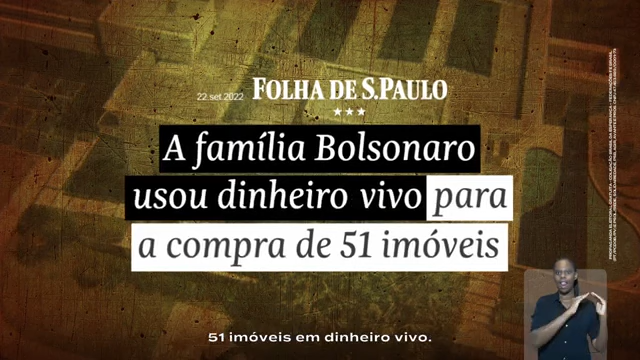 22 set 2022 FOLHA DE S.PAULO
A família Bolsonaro
usou dinheiro vivo para
a compra de 51 imóveis
51 imóveis em dinheiro vivo.